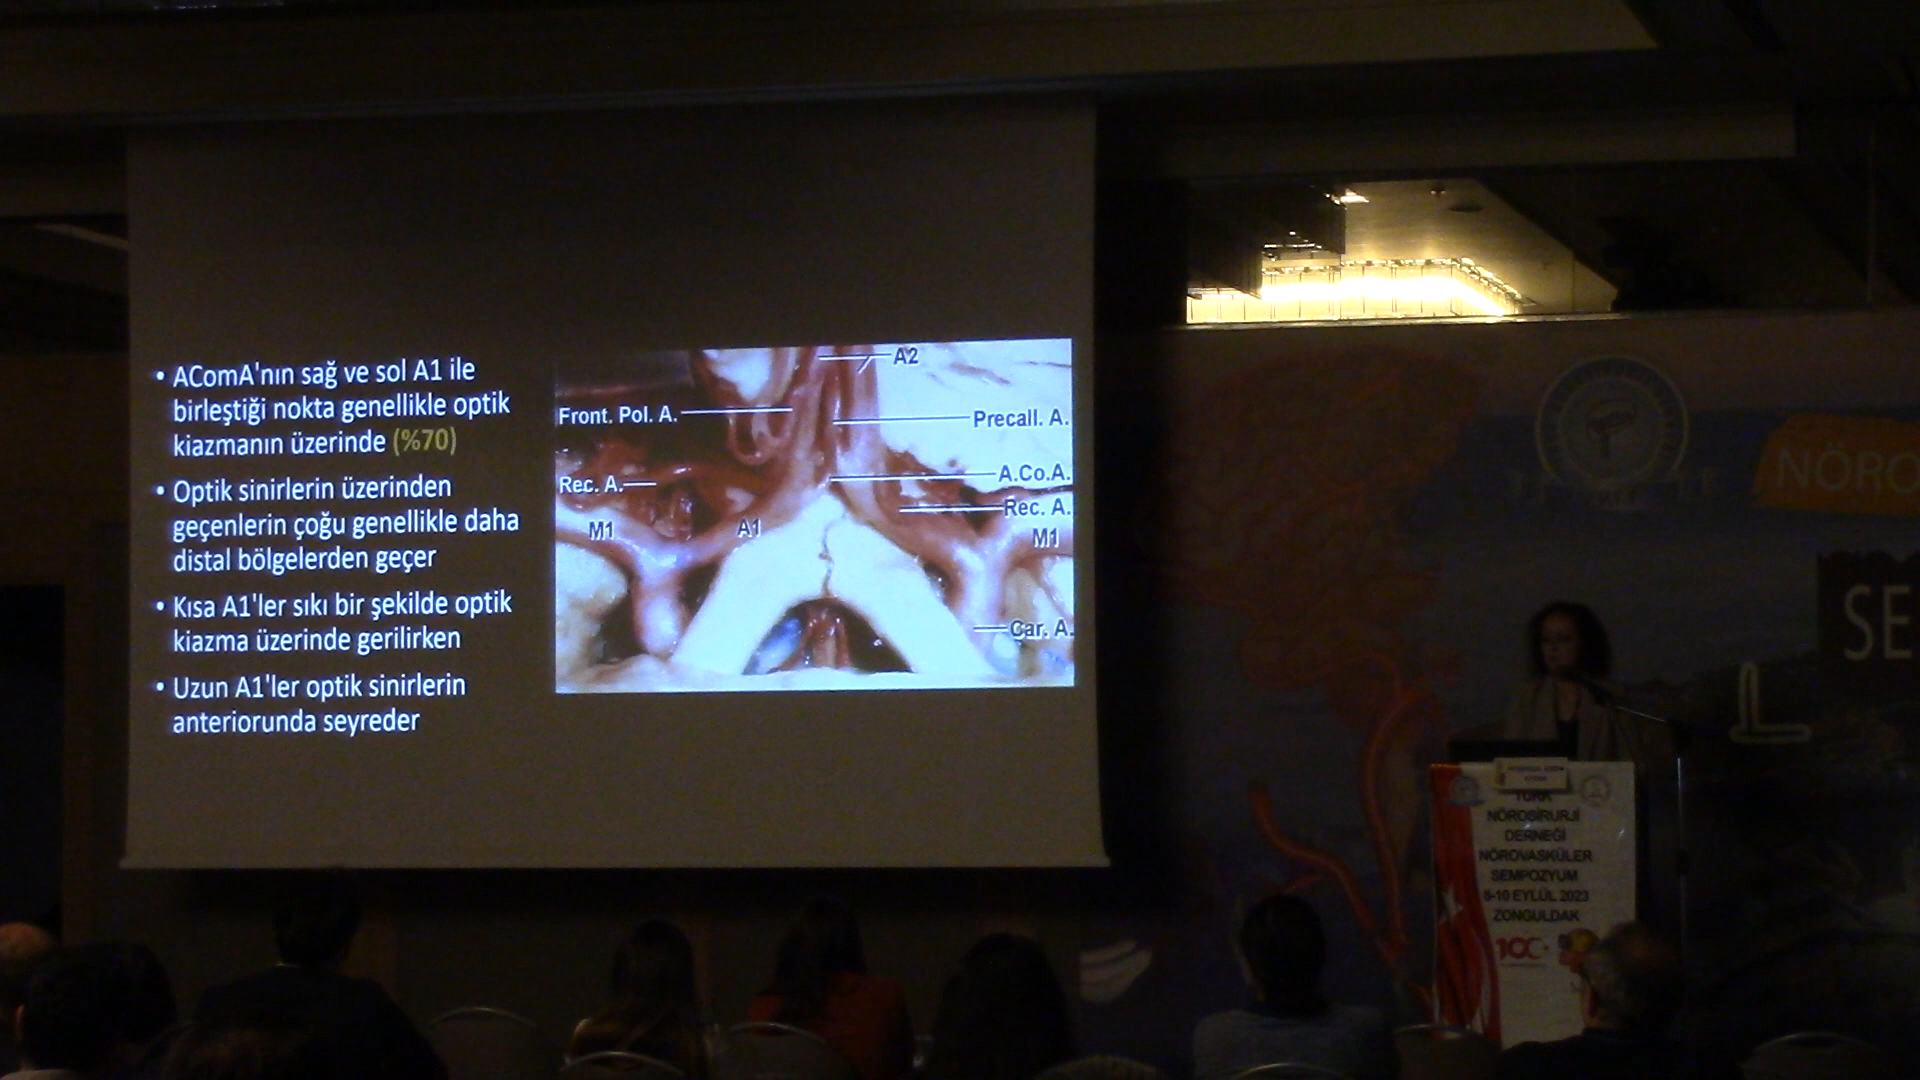 • AComA'nın sağ ve sol A1 ile
birleştiği nokta genellikle optik
kiazmanın üzerinde (%70)
• Optik sinirlerin üzerinden
geçenlerin çoğu genellikle daha
distal bölgelerden geçer
• Kısa A1'ler sıkı bir şekilde optik
kiazma üzerinde gerilirken
• Uzun A1'ler optik sinirlerin
anteriorunda seyreder
A2
Front. Pol. A.
Precall. A.
A.Co.A.
Rec. A.
Rec. A.
M1
A1
M1
Car. A.
NÖRO
SE
L
TÜRK
NÖROŞİRURJİ
DERNEĞİ
NÖROVASKÜLER
SEMPOZYUM
8-10 EYLÜL 2023
ZONGULDAK
100